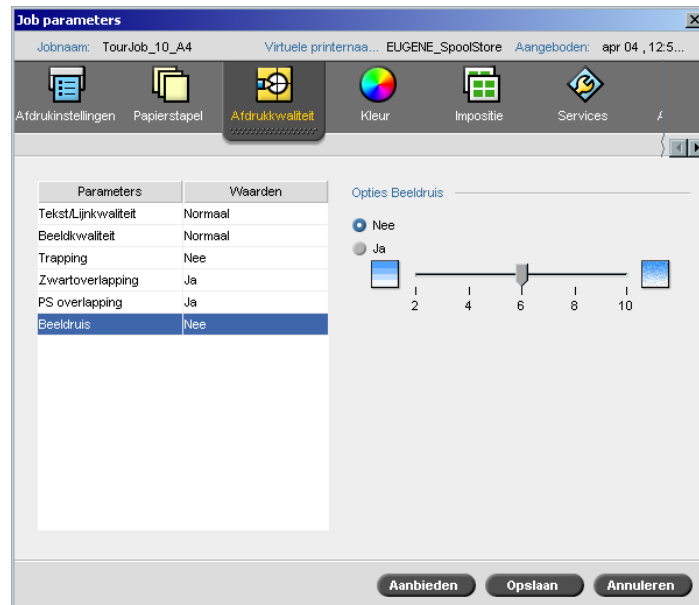 Job parameters
Jobnaam: TourJob_10_A4 Virtuele printernaa... EUGENE_SpoolStore Aangeboden: apr 04 , 12:5...
Afdrukinstellingen Papierstapel Afdrukkwaliteit Kleur Impositie Services
Parameters Waarden
Tekst/Lijnkwaliteit Normaal
Beeldkwaliteit Normaal
Trapping Nee
Zwartoverlapping Ja
PS overlapping Ja
Beeldruis Nee
Opties Beeldruis
Nee
Ja
2 4 6 8 10
Aanbieden Opslaan Annuleren